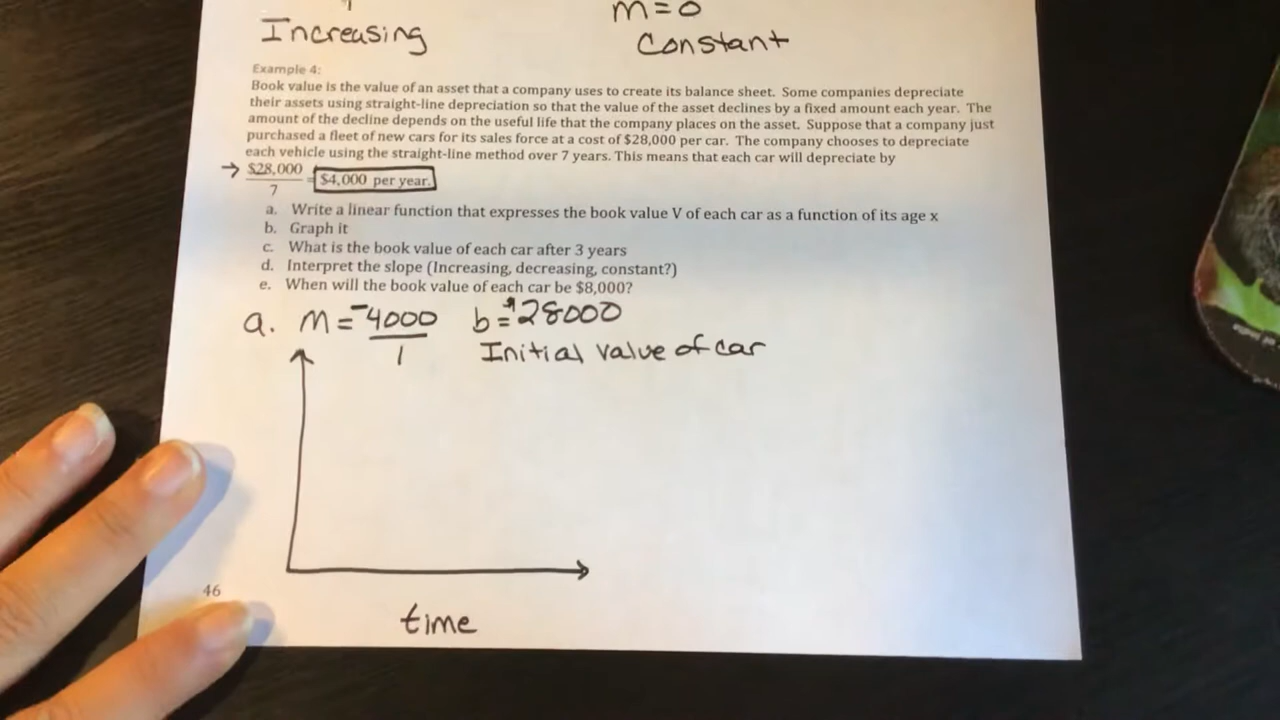 m=0
Increasing
Constant
Example 4:
Book value is the value of an asset that a company uses to create its balance sheet. Some companies depreciate
their assets using straight-line depreciation so that the value of the asset declines by a fixed amount each year. The
amount of the decline depends on the useful life that the company places on the asset. Suppose that a company just
purchased a fleet of new cars for its sales force at a cost of $28,000 per car. The company chooses to depreciate
each vehicle using the straight-line method over 7 years. This means that each car will depreciate by
→ $28,000
= $4,000 per year.
7
a. Write a linear function that expresses the book value V of each car as a function of its age x
b. Graph it
c. What is the book value of each car after 3 years
d. Interpret the slope (Increasing, decreasing, constant?)
e. When will the book value of each car be $8,000?
a. m = -4000 b = $28000
1
Initial value of car
46
time